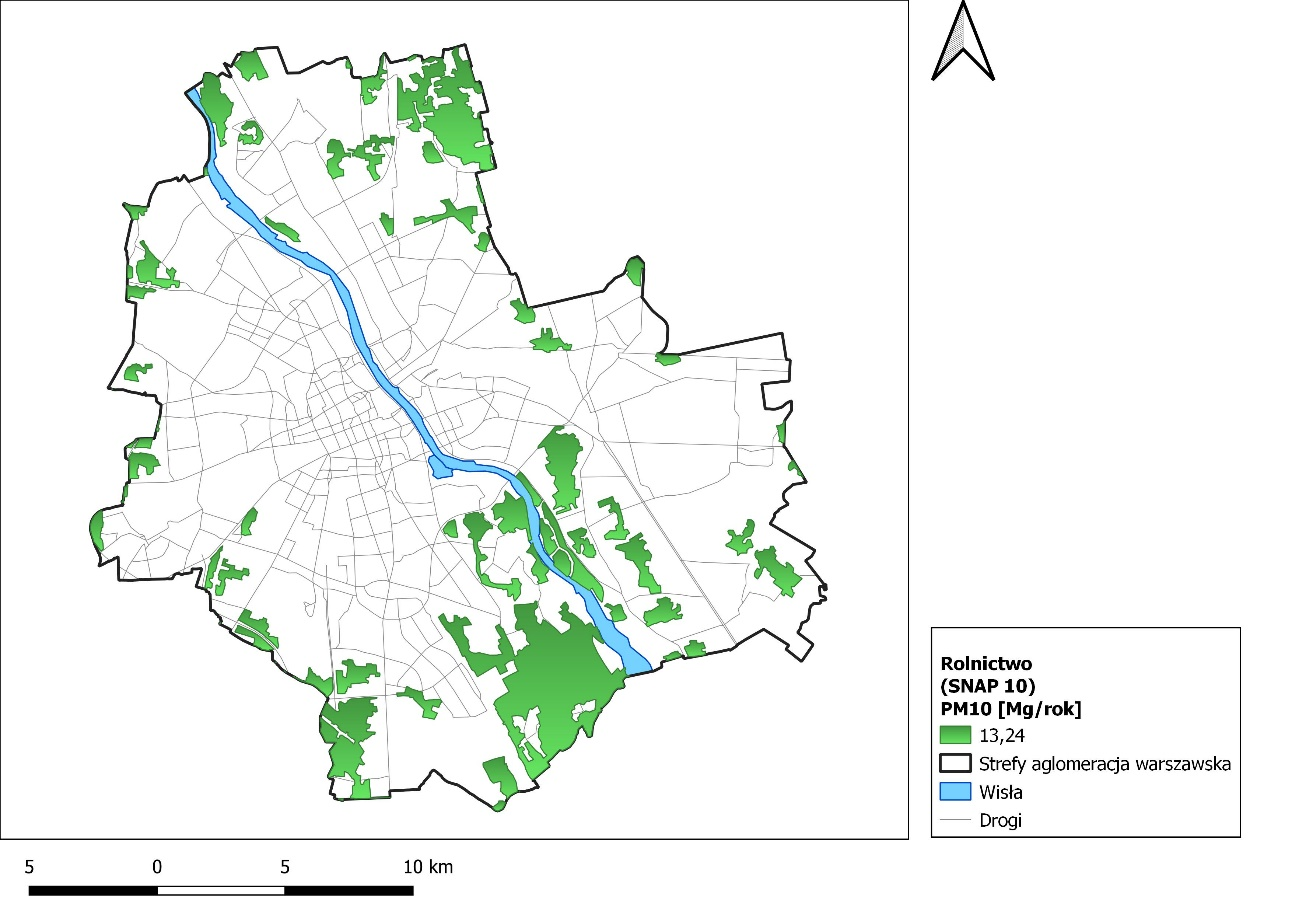 Rolnictwo
(SNAP 10)
PM10 [Mg/rok]
13,24
Strefy aglomeracja warszawska
Wisła
Drogi
5 0 5 10 km